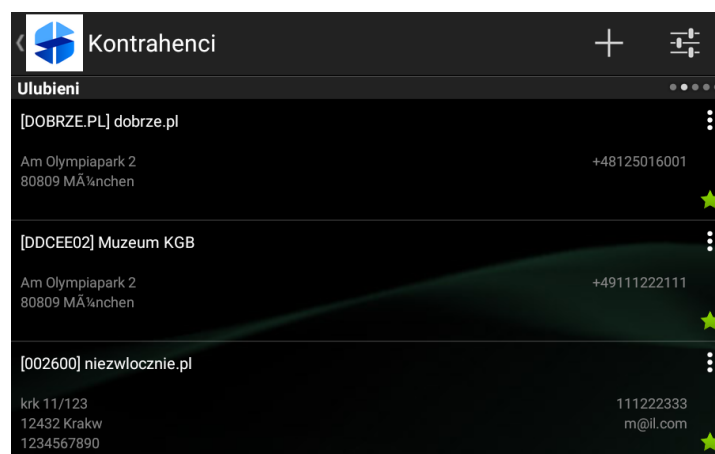 Kontrahenci
Ulubieni
[DOBRZE.PL] dobrze.pl
Am Olympiapark 2
+48125016001
80809 MÃ¼nchen
[DDCEE02] Muzeum KGB
Am Olympiapark 2
+49111222111
80809 MÃ¼nchen
[002600] niezwlocznie.pl
krk 11/123
111222333
12432 Krakw
m@il.com
1234567890